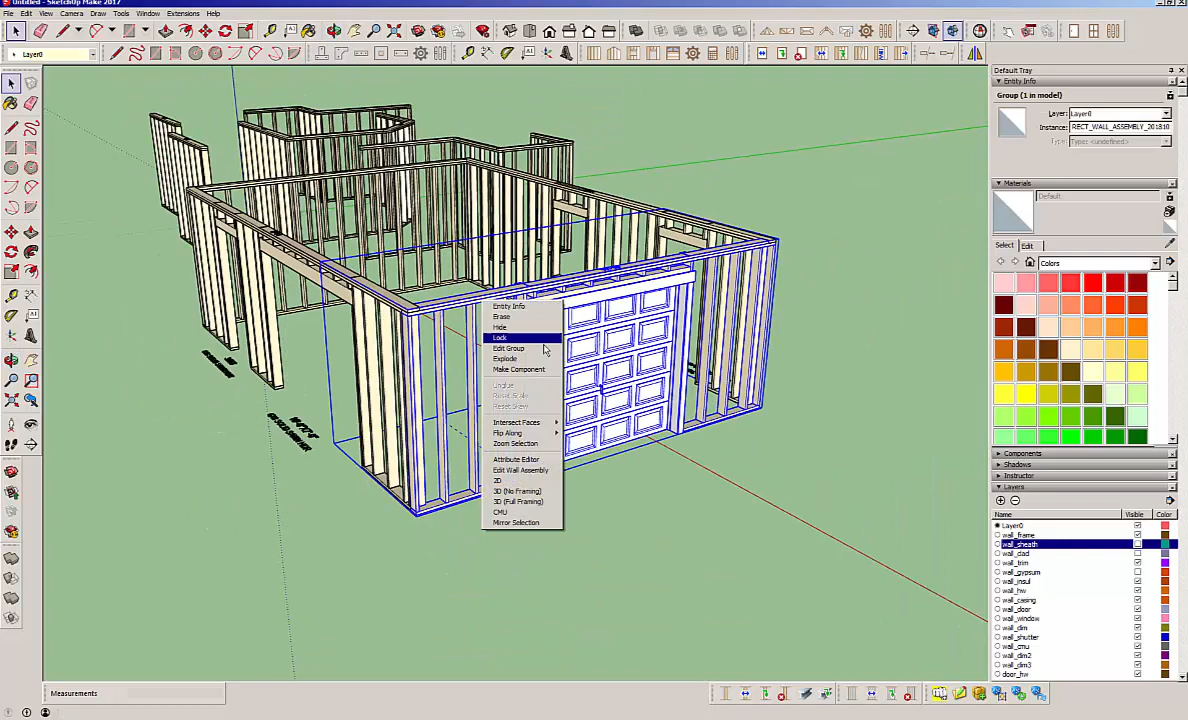 Untitled - SketchUp Make 2017
File Edit View Camera Draw Tools Window Extensions Help
Layer0
Default Tray
Entity Info
Group (1 in model)
Layer: Layer0
Instance: RECT_WALL_ASSEMBLY_201810
Type: Type: <undefined>
Materials
Default
Select Edit
Colors
Entity Info
Erase
Hide
Lock
Edit Group
Explode
Make Component
Unglue
Reset Scale
Reset Skew
Intersect Faces
Flip Along
Zoom Selection
Attribute Editor
Edit Wall Assembly
2D
3D (No Framing)
3D (Full Framing)
CMU
Mirror Selection
Components
Shadows
Instructor
Layers
Name Visible Color
Layer0
wall_frame
wall_sheath
wall_clad
wall_trim
wall_gypsum
wall_insul
wall_hw
wall_casing
wall_door
wall_window
wall_dim
wall_shutter
wall_cmu
wall_dim2
wall_dim3
door_hw
Measurements